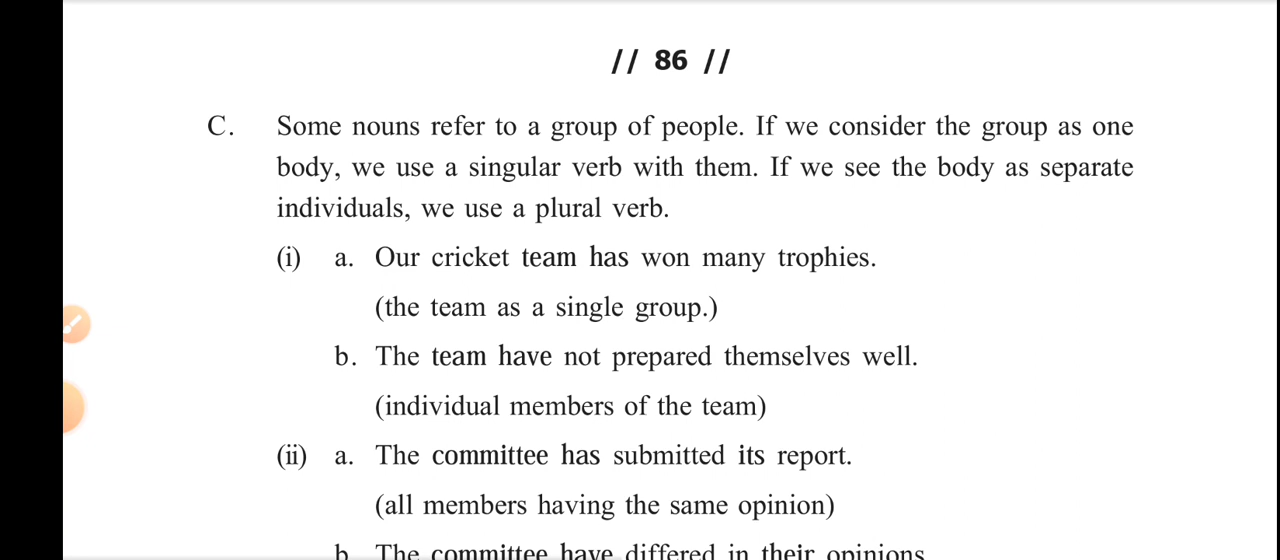 // 86 //
C. Some nouns refer to a group of people. If we consider the group as one
body, we use a singular verb with them. If we see the body as separate
individuals, we use a plural verb.
(i) a. Our cricket team has won many trophies.
(the team as a single group.)
b. The team have not prepared themselves well.
(individual members of the team)
(ii) a. The committee has submitted its report.
(all members having the same opinion)
b. The committee have differed in their opinions